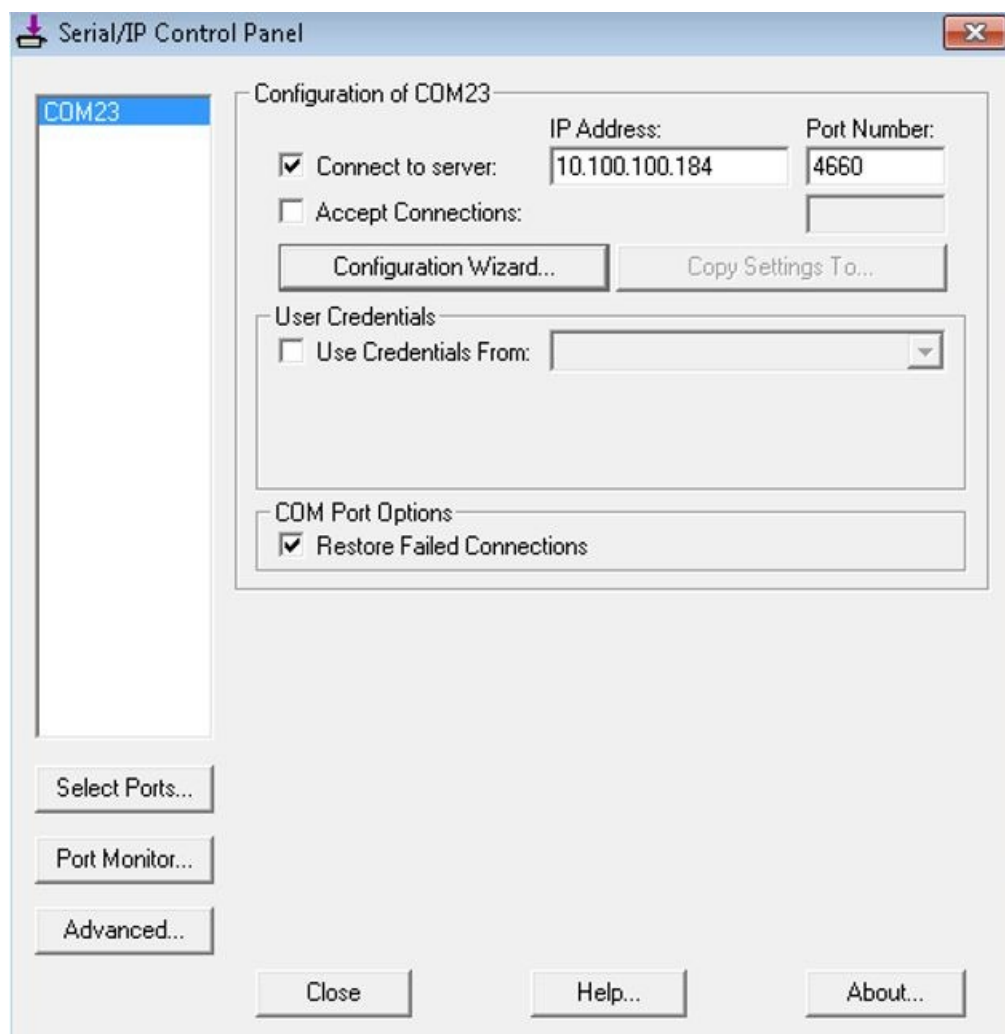 Serial/IP Control Panel
COM23
Configuration of COM23
IP Address: Port Number:
Connect to server: 10.100.100.184 4660
Accept Connections:
Configuration Wizard... Copy Settings To...
User Credentials
Use Credentials From:
COM Port Options
Restore Failed Connections
Select Ports...
Port Monitor...
Advanced...
Close Help... About...